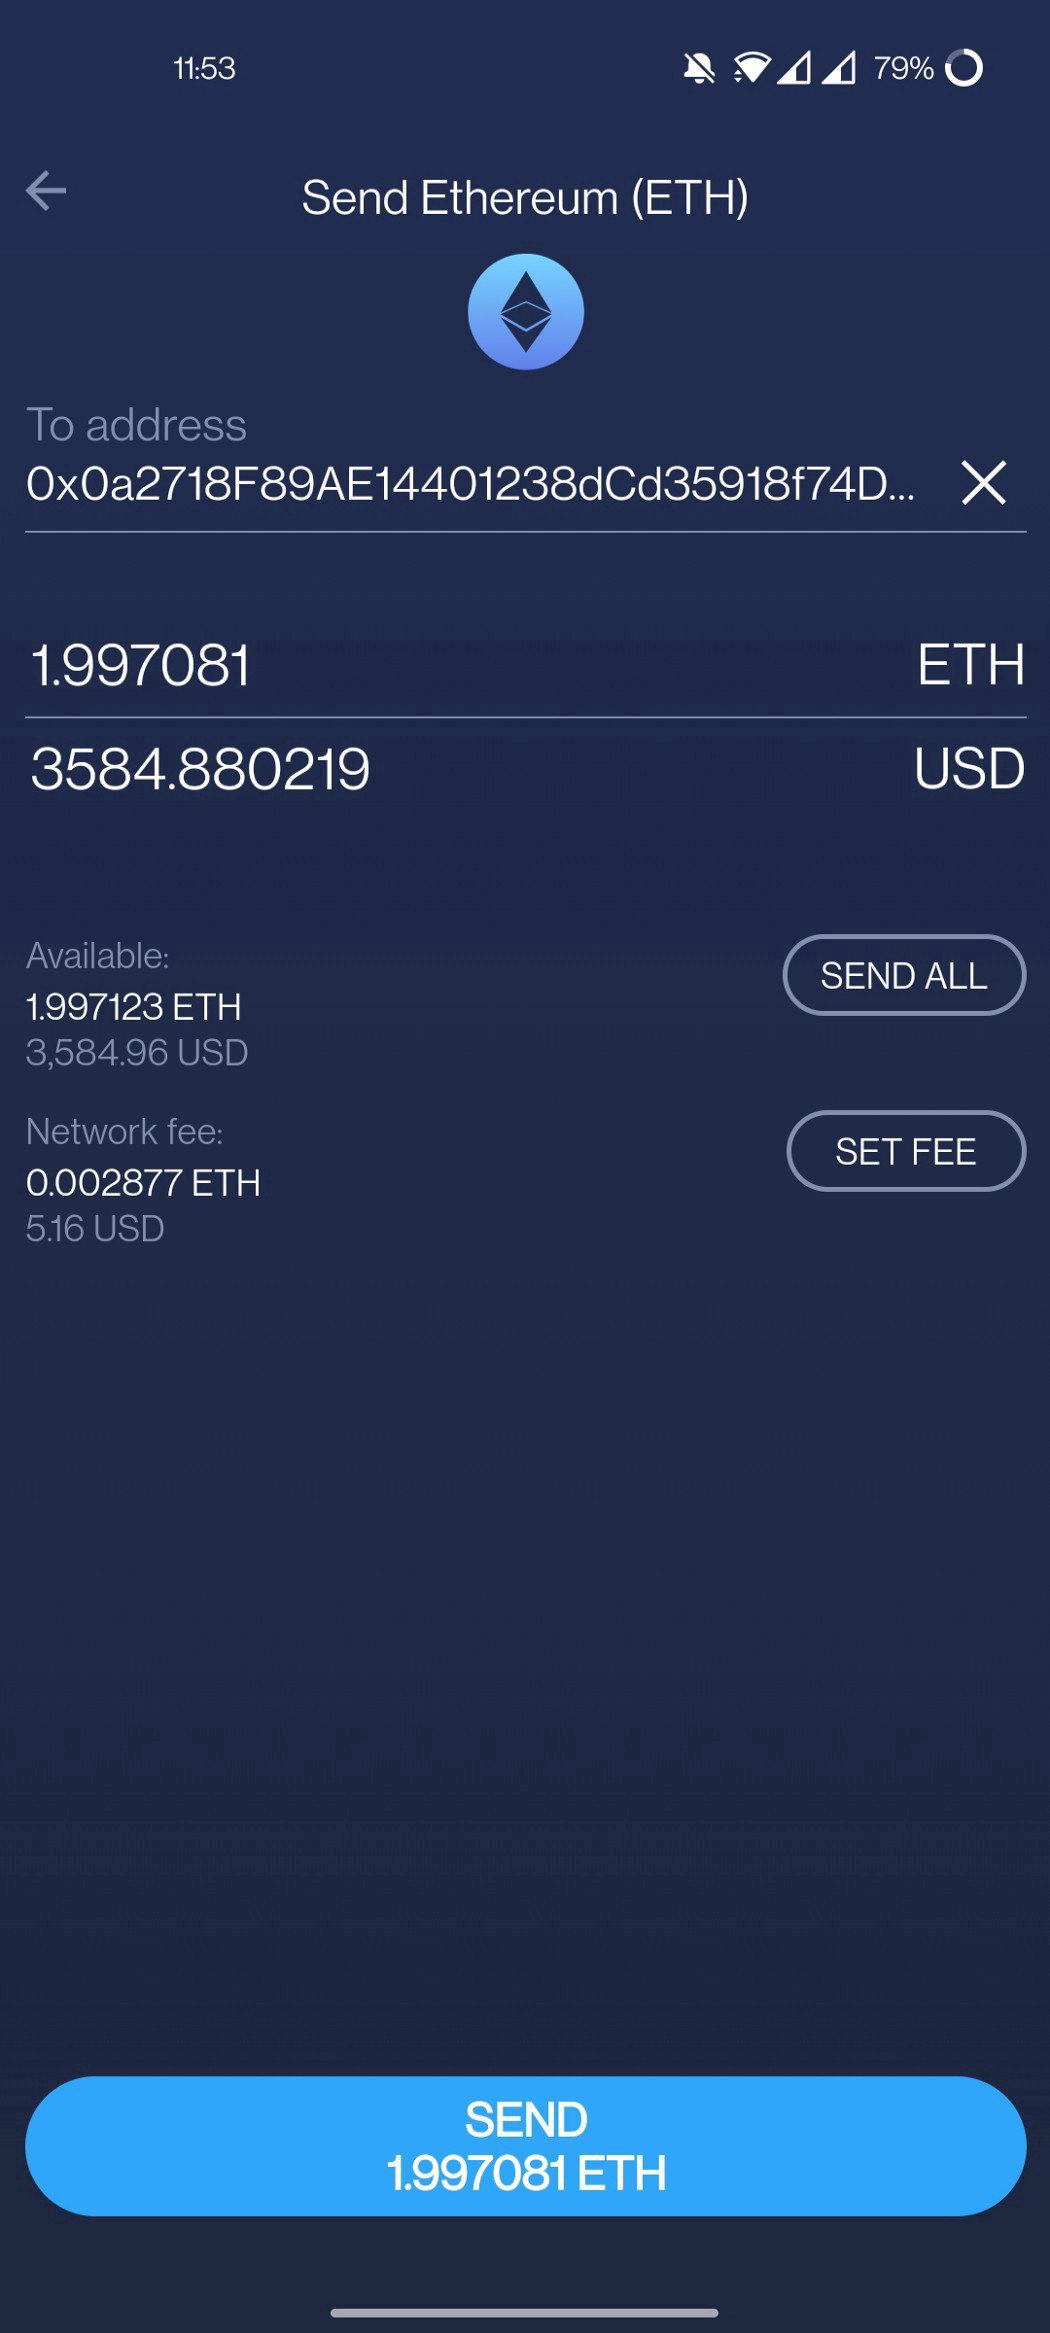 11:53
79%
Send Ethereum (ETH)
To address
0x0a2718F89AE14401238dCd35918f74D...
1.997081 ETH
3584.880219 USD
Available:
1.997123 ETH
3,584.96 USD
SEND ALL
Network fee:
0.002877 ETH
5.16 USD
SET FEE
SEND
1.997081 ETH